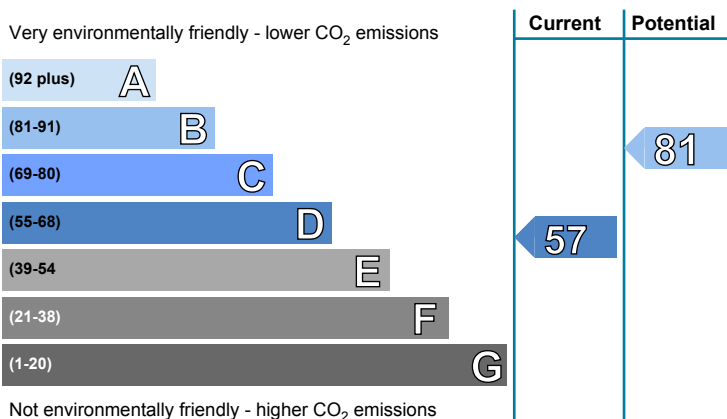 Current Potential
Very environmentally friendly - lower CO₂ emissions
(92 plus) A
(81-91) B
81
(69-80) C
(55-68) D
57
(39-54 E
(21-38) F
(1-20) G
Not environmentally friendly - higher CO₂ emissions